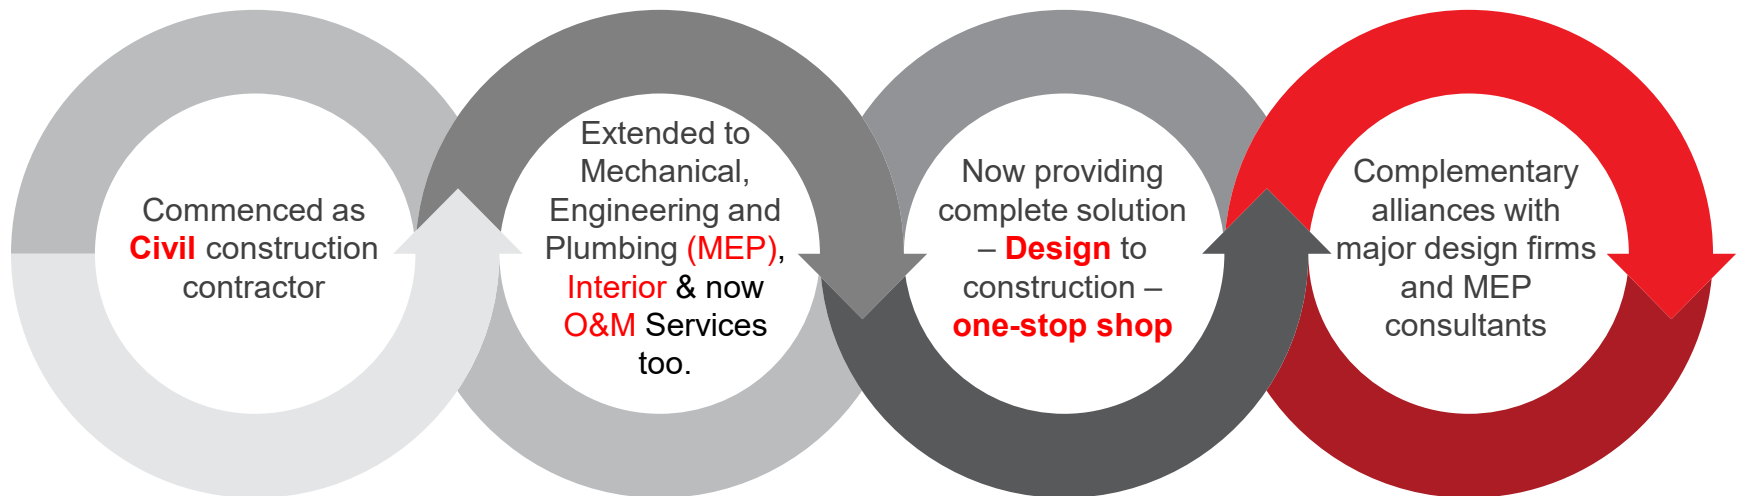 Commenced as
Civil construction
contractor
Extended to
Mechanical,
Engineering and
Plumbing (MEP),
Interior & now
O&M Services
too.
Now providing
complete solution
– Design to
construction –
one-stop shop
Complementary
alliances with
major design firms
and MEP
consultants